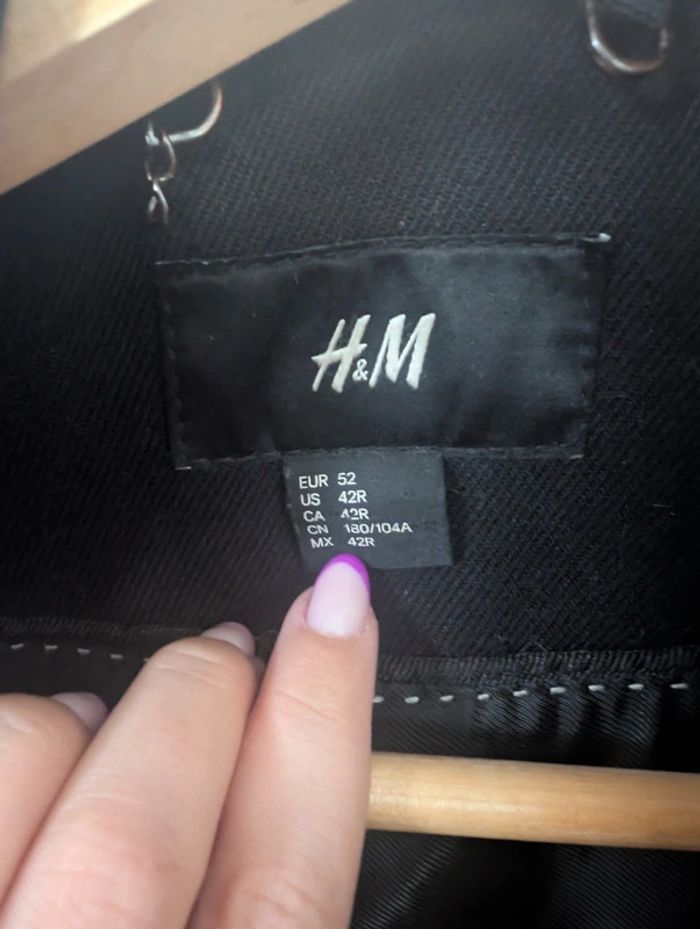 H&M
EUR 52
US 42R
CA 42R
CN 180/104A
MX 42R